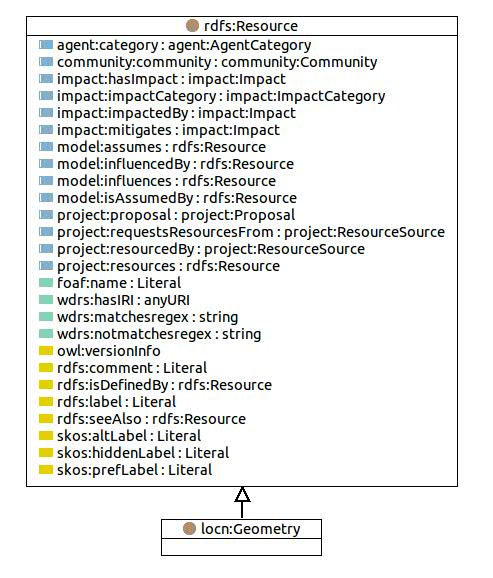 rdfs:Resource
agent:category : agent:AgentCategory
community:community : community:Community
impact:hasImpact : impact:Impact
impact:impactCategory : impact:ImpactCategory
impact:impactedBy : impact:Impact
impact:mitigates : impact:Impact
model:assumes : rdfs:Resource
model:influencedBy : rdfs:Resource
model:influences : rdfs:Resource
model:isAssumedBy : rdfs:Resource
project:proposal : project:Proposal
project:requestsResourcesFrom : project:ResourceSource
project:resourcedBy : project:ResourceSource
project:resources : rdfs:Resource
foaf:name : Literal
wdrs:hasIRI : anyURI
wdrs:matchesregex : string
wdrs:notmatchesregex : string
owl:versionInfo
rdfs:comment : Literal
rdfs:isDefinedBy : rdfs:Resource
rdfs:label : Literal
rdfs:seeAlso : rdfs:Resource
skos:altLabel : Literal
skos:hiddenLabel : Literal
skos:prefLabel : Literal
locn:Geometry